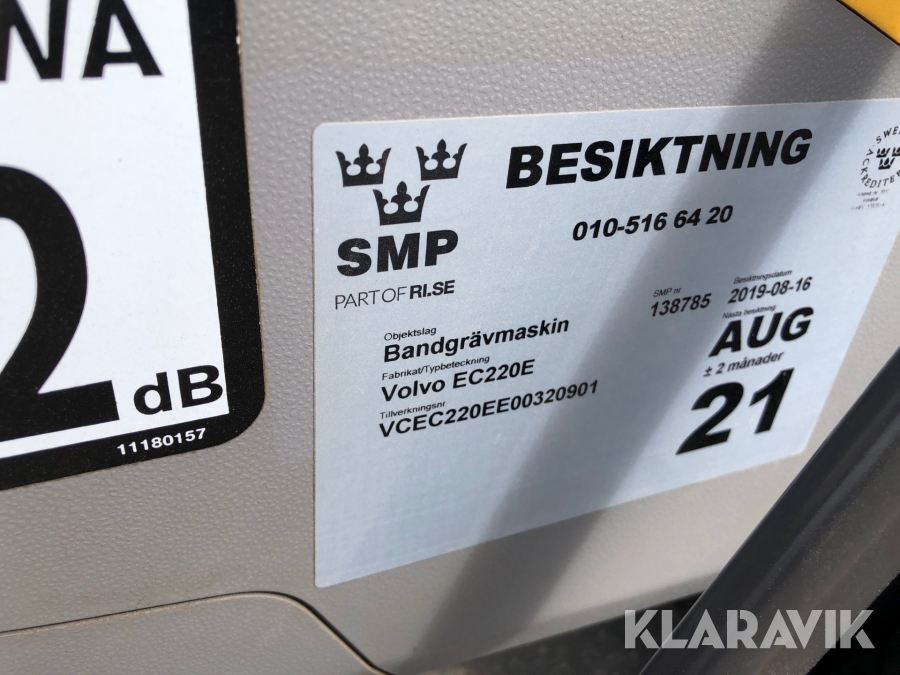 WA
2
dB
11180157
SMP
PART OF RI.SE
BESIKTNING
010-516 64 20
SMP nr
138785
Besiktningsdatum
2019-08-16
Objektslag
Bandgrävmaskin
Fabrikat/Typbeteckning
Volvo EC220E
Tillverkningsnr
VCEC220EE00320901
Nästa besiktning
AUG
± 2 månader
21
KLARAVIK